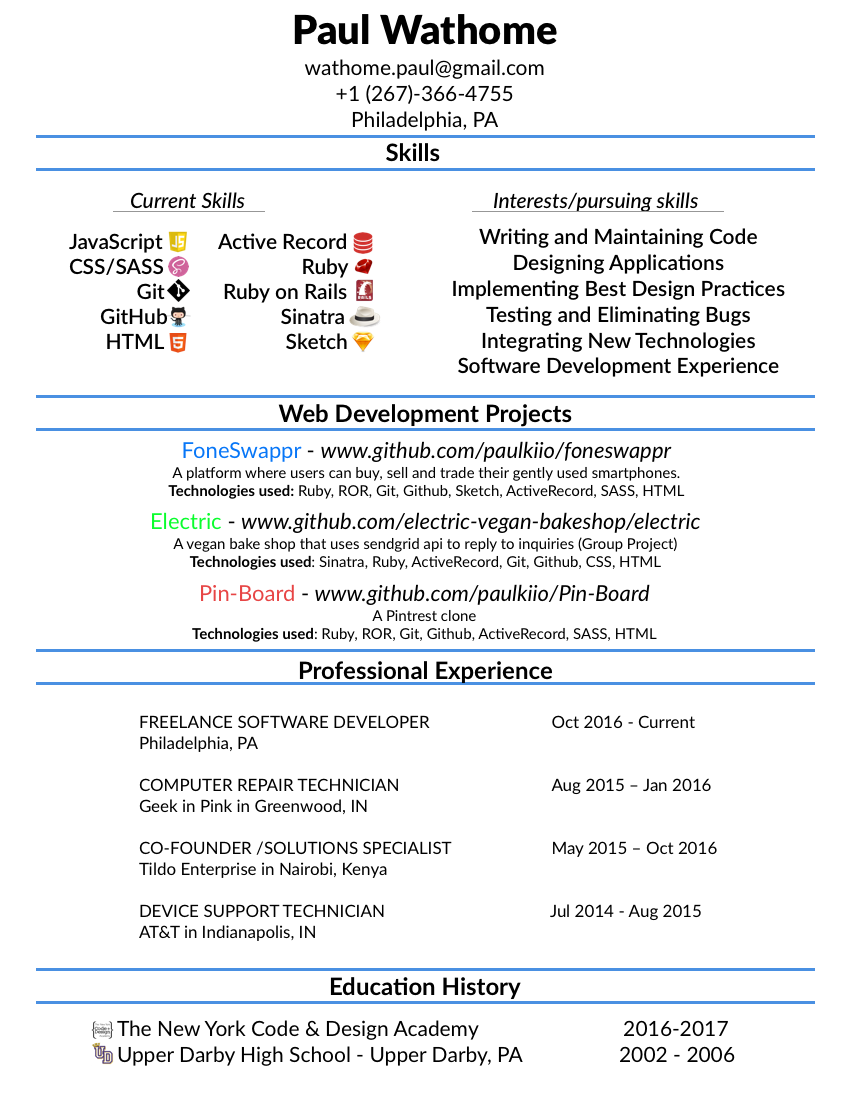 Paul Wathome
wathome.paul@gmail.com
+1 (267)-366-4755
Philadelphia, PA
Skills
Current Skills
JavaScript
CSS/SASS
Git
GitHub
HTML
Active Record
Ruby
Ruby on Rails
Sinatra
Sketch
Interests/pursuing skills
Writing and Maintaining Code
Designing Applications
Implementing Best Design Practices
Testing and Eliminating Bugs
Integrating New Technologies
Software Development Experience
Web Development Projects
FoneSwappr - www.github.com/paulkiio/foneswappr
A platform where users can buy, sell and trade their gently used smartphones.
Technologies used: Ruby, ROR, Git, Github, Sketch, ActiveRecord, SASS, HTML
Electric - www.github.com/electric-vegan-bakeshop/electric
A vegan bake shop that uses sendgrid api to reply to inquiries (Group Project)
Technologies used: Sinatra, Ruby, ActiveRecord, Git, Github, CSS, HTML
Pin-Board - www.github.com/paulkiio/Pin-Board
A Pintrest clone
Technologies used: Ruby, ROR, Git, Github, ActiveRecord, SASS, HTML
Professional Experience
FREELANCE SOFTWARE DEVELOPER Oct 2016 - Current
Philadelphia, PA
COMPUTER REPAIR TECHNICIAN Aug 2015 – Jan 2016
Geek in Pink in Greenwood, IN
CO-FOUNDER /SOLUTIONS SPECIALIST May 2015 – Oct 2016
Tildo Enterprise in Nairobi, Kenya
DEVICE SUPPORT TECHNICIAN Jul 2014 - Aug 2015
AT&T in Indianapolis, IN
Education History
The New York Code & Design Academy 2016-2017
Upper Darby High School - Upper Darby, PA 2002 - 2006